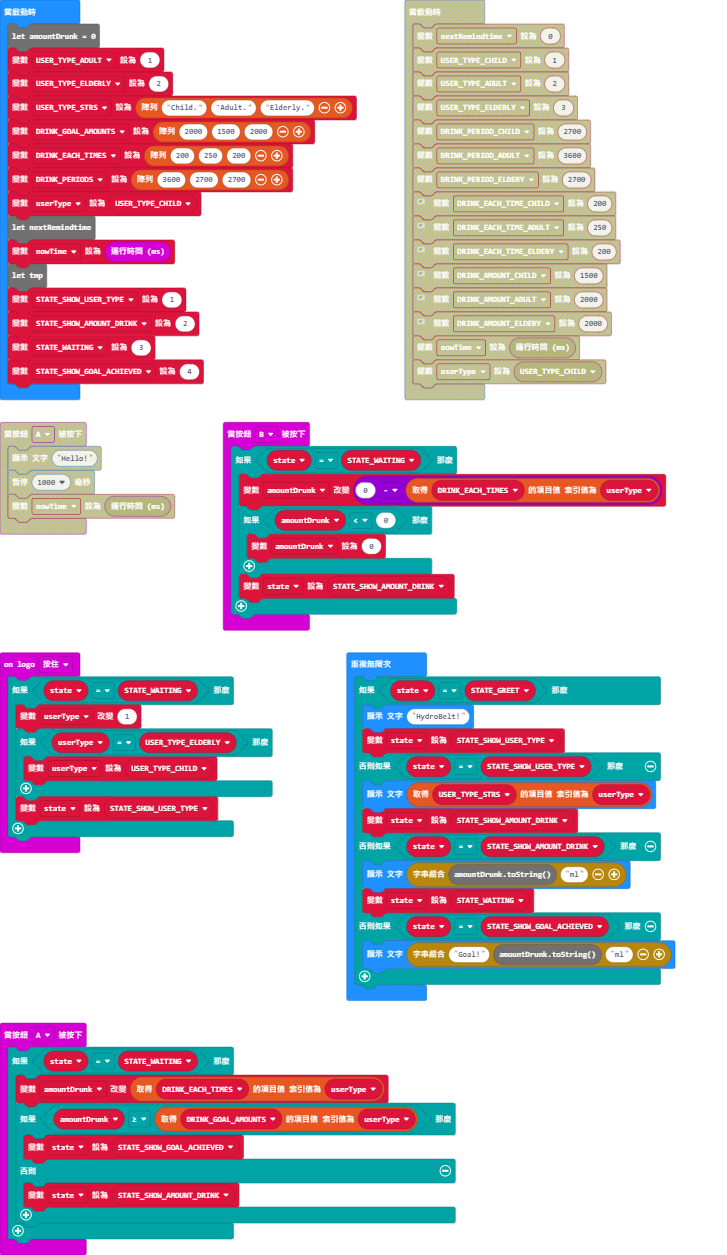 當啟動時
let amountDrunk = 0
變數 USER_TYPE_ADULT 設為 1
變數 USER_TYPE_ELDERLY 設為 2
變數 USER_TYPE_STRS 設為 陣列 "Child." "Adult." "Elderly."
變數 DRINK_GOAL_AMOUNTS 設為 陣列 2000 1500 2000
變數 DRINK_EACH_TIMES 設為 陣列 200 250 200
變數 DRINK_PERIODS 設為 陣列 3600 2700 2700
變數 userType 設為 USER_TYPE_CHILD
let nextRemindtime
變數 nowTime 設為 運行時間 (ms)
let tmp
變數 STATE_SHOW_USER_TYPE 設為 1
變數 STATE_SHOW_AMOUNT_DRINK 設為 2
變數 STATE_WAITING 設為 3
變數 STATE_SHOW_GOAL_ACHIEVED 設為 4
當啟動時
變數 nextRemindtime 設為 0
變數 USER_TYPE_CHILD 設為 1
變數 USER_TYPE_ADULT 設為 2
變數 USER_TYPE_ELDERLY 設為 3
變數 DRINK_PERIOD_CHILD 設為 2700
變數 DRINK_PERIOD_ADULT 設為 3600
變數 DRINK_PERIOD_ELDERY 設為 2700
變數 DRINK_EACH_TIME_CHILD 設為 200
變數 DRINK_EACH_TIME_ADULT 設為 250
變數 DRINK_EACH_TIME_ELDERY 設為 200
變數 DRINK_AMOUNT_CHILD 設為 1500
變數 DRINK_AMOUNT_ADULT 設為 2000
變數 DRINK_AMOUNT_ELDERY 設為 2000
變數 nowTime 設為 運行時間 (ms)
變數 userType 設為 USER_TYPE_CHILD
當按鈕 A 被按下
顯示 文字 "Hello!"
暫停 1000 毫秒
變數 nowTime 設為 運行時間 (ms)
當按鈕 B 被按下
如果 state = STATE_WAITING 那麼
變數 amountDrunk 改變 0 - 取得 DRINK_EACH_TIMES 的項目值 索引值為 userType
如果 amountDrunk < 0 那麼
變數 amountDrunk 設為 0
變數 state 設為 STATE_SHOW_AMOUNT_DRINK
on logo 按住
如果 state = STATE_WAITING 那麼
變數 userType 改變 1
如果 userType = USER_TYPE_ELDERLY 那麼
變數 userType 設為 USER_TYPE_CHILD
變數 state 設為 STATE_SHOW_USER_TYPE
重複無限次
如果 state = STATE_GREET 那麼
顯示 文字 "HydroBelt!"
變數 state 設為 STATE_SHOW_USER_TYPE
否則如果 state = STATE_SHOW_USER_TYPE 那麼
顯示 文字 取得 USER_TYPE_STRS 的項目值 索引值為 userType
變數 state 設為 STATE_SHOW_AMOUNT_DRINK
否則如果 state = STATE_SHOW_AMOUNT_DRINK 那麼
顯示 文字 字串組合 amountDrunk.toString() "ml"
變數 state 設為 STATE_WAITING
否則如果 state = STATE_SHOW_GOAL_ACHIEVED 那麼
顯示 文字 字串組合 "Goal!" amountDrunk.toString() "ml"
當按鈕 A 被按下
如果 state = STATE_WAITING 那麼
變數 amountDrunk 改變 取得 DRINK_EACH_TIMES 的項目值 索引值為 userType
如果 amountDrunk ≥ 取得 DRINK_GOAL_AMOUNTS 的項目值 索引值為 userType 那麼
變數 state 設為 STATE_SHOW_GOAL_ACHIEVED
否則
變數 state 設為 STATE_SHOW_AMOUNT_DRINK